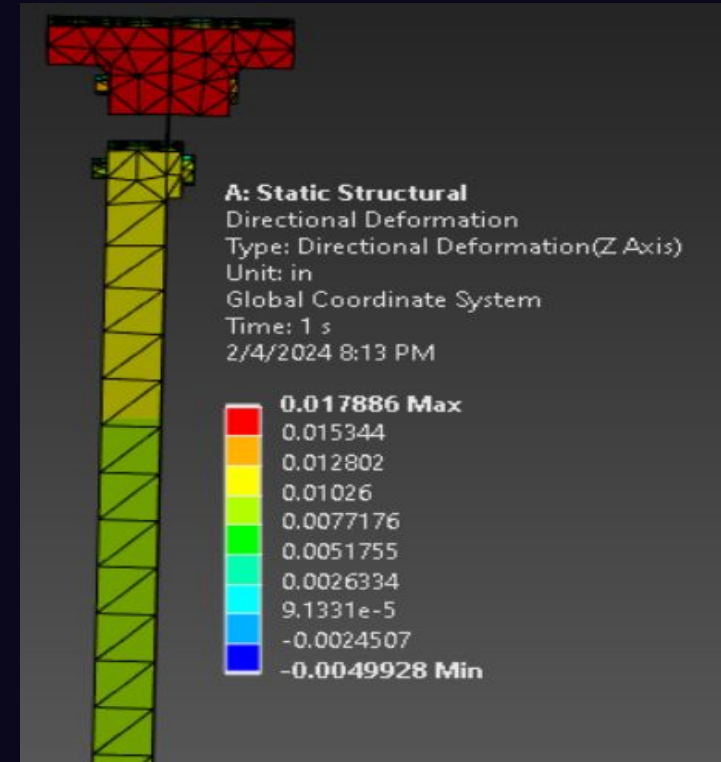 A: Static Structural
Directional Deformation
Type: Directional Deformation(Z Axis)
Unit: in
Global Coordinate System
Time: 1 s
2/4/2024 8:13 PM
0.017886 Max
0.015344
0.012802
0.01026
0.0077176
0.0051755
0.0026334
9.1331e-5
-0.0024507
-0.0049928 Min